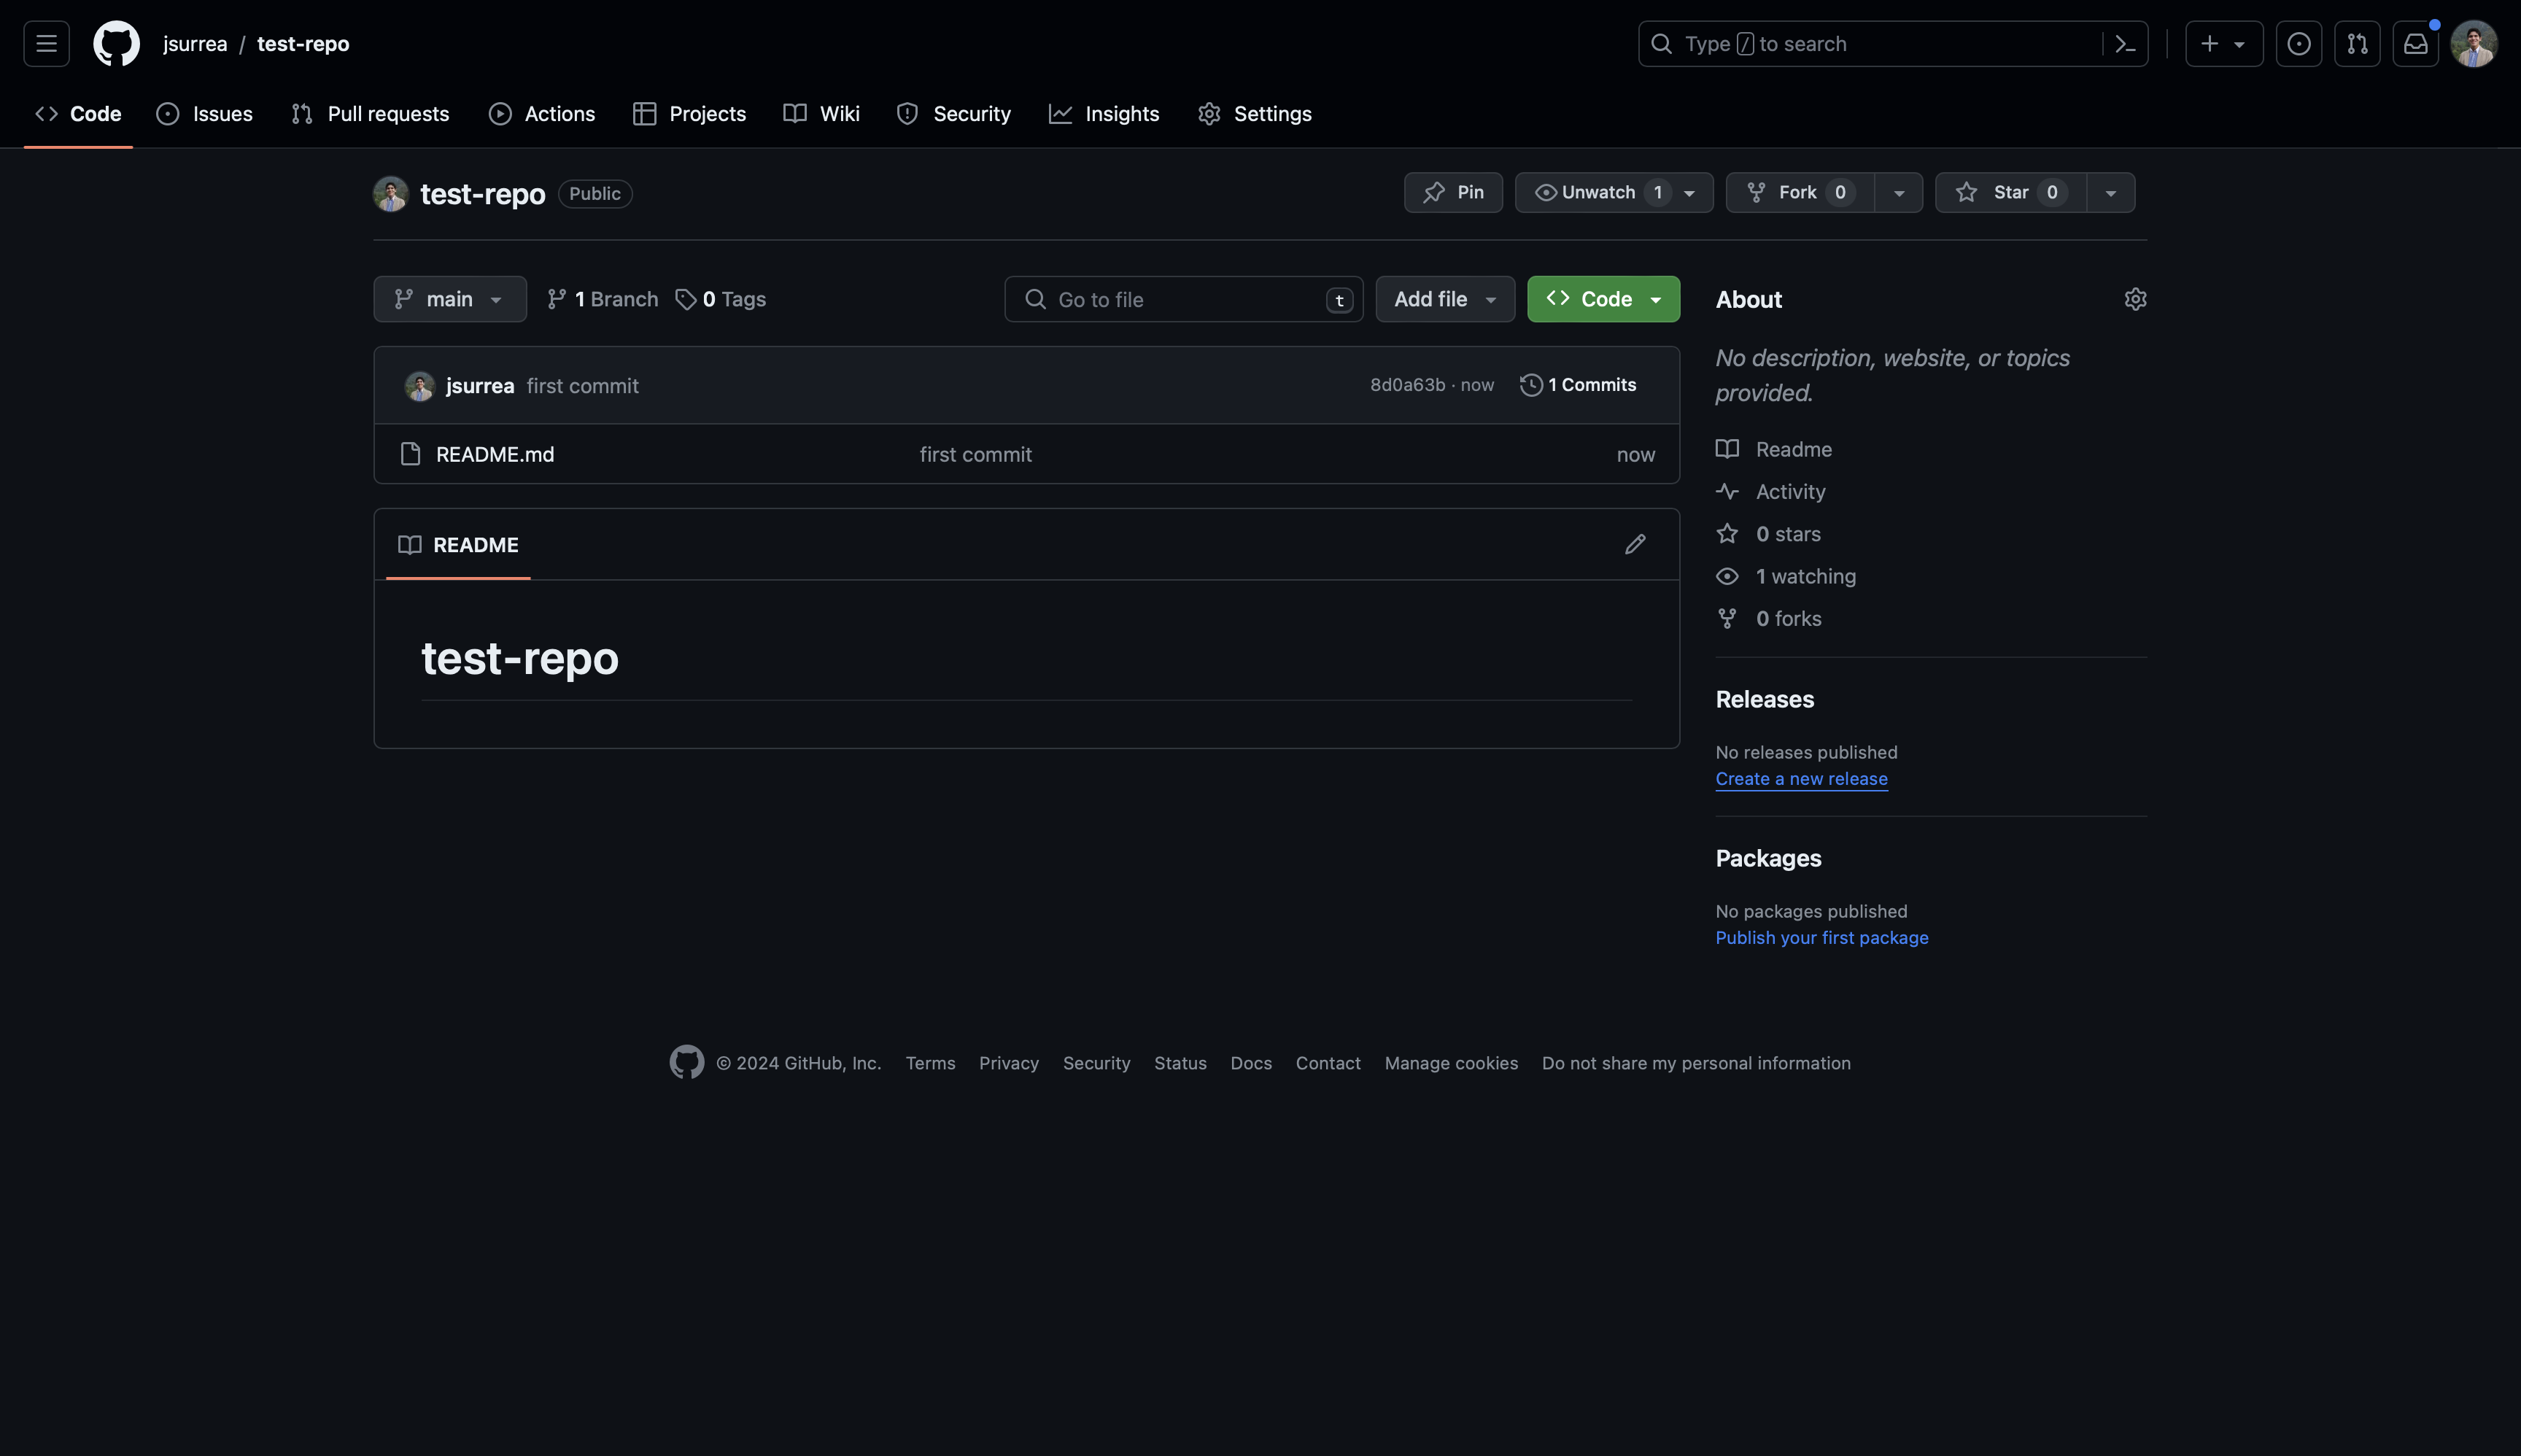 jsurrea / test-repo
Type / to search
Code Issues Pull requests Actions Projects Wiki Security Insights Settings
test-repo Public
Pin Unwatch 1 Fork 0 Star 0
main 1 Branch 0 Tags
Go to file t Add file Code
jsurrea first commit 8d0a63b · now 1 Commits
README.md first commit now
README
test-repo
About
No description, website, or topics
provided.
Readme
Activity
0 stars
1 watching
0 forks
Releases
No releases published
Create a new release
Packages
No packages published
Publish your first package
© 2024 GitHub, Inc. Terms Privacy Security Status Docs Contact Manage cookies Do not share my personal information